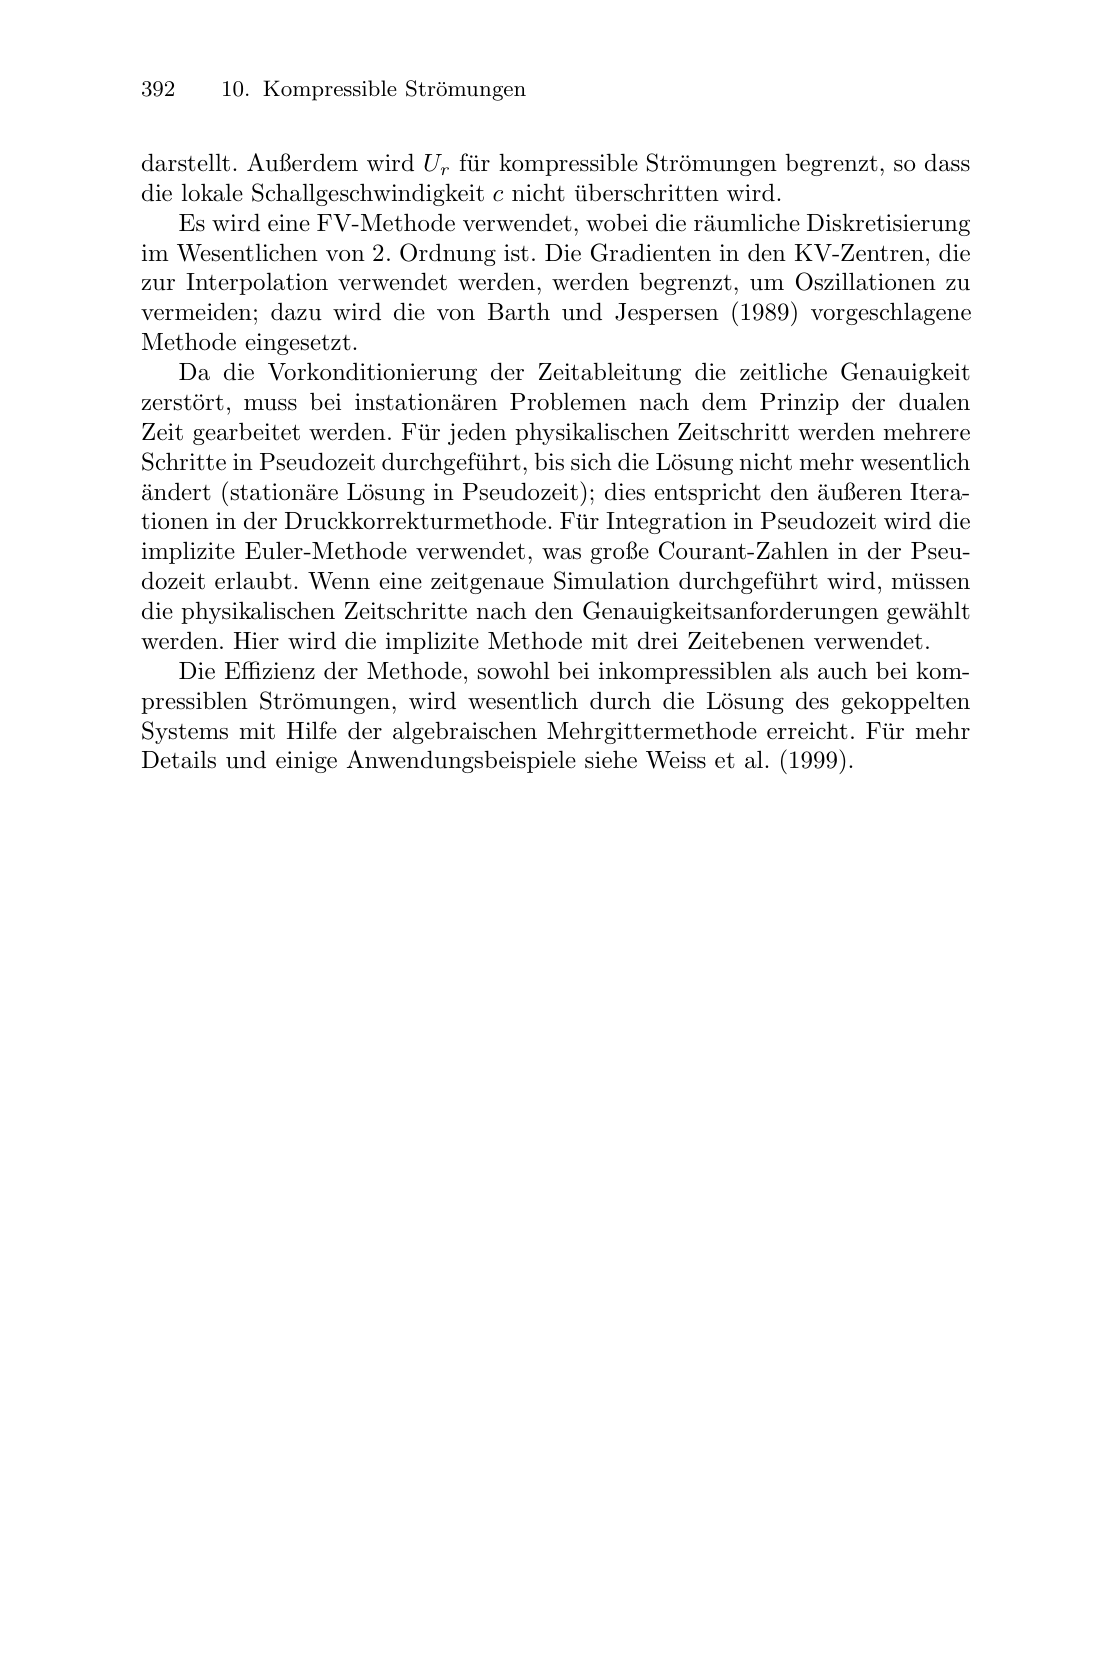 392 10. Kompressible Strömungen
darstellt. Außerdem wird U_r für kompressible Strömungen begrenzt, so dass
die lokale Schallgeschwindigkeit c nicht überschritten wird.
Es wird eine FV-Methode verwendet, wobei die räumliche Diskretisierung
im Wesentlichen von 2. Ordnung ist. Die Gradienten in den KV-Zentren, die
zur Interpolation verwendet werden, werden begrenzt, um Oszillationen zu
vermeiden; dazu wird die von Barth und Jespersen (1989) vorgeschlagene
Methode eingesetzt.
Da die Vorkonditionierung der Zeitableitung die zeitliche Genauigkeit
zerstört, muss bei instationären Problemen nach dem Prinzip der dualen
Zeit gearbeitet werden. Für jeden physikalischen Zeitschritt werden mehrere
Schritte in Pseudozeit durchgeführt, bis sich die Lösung nicht mehr wesentlich
ändert (stationäre Lösung in Pseudozeit); dies entspricht den äußeren Itera-
tionen in der Druckkorrekturmethode. Für Integration in Pseudozeit wird die
implizite Euler-Methode verwendet, was große Courant-Zahlen in der Pseu-
dozeit erlaubt. Wenn eine zeitgenaue Simulation durchgeführt wird, müssen
die physikalischen Zeitschritte nach den Genauigkeitsanforderungen gewählt
werden. Hier wird die implizite Methode mit drei Zeitebenen verwendet.
Die Effizienz der Methode, sowohl bei inkompressiblen als auch bei kom-
pressiblen Strömungen, wird wesentlich durch die Lösung des gekoppelten
Systems mit Hilfe der algebraischen Mehrgittermethode erreicht. Für mehr
Details und einige Anwendungsbeispiele siehe Weiss et al. (1999).